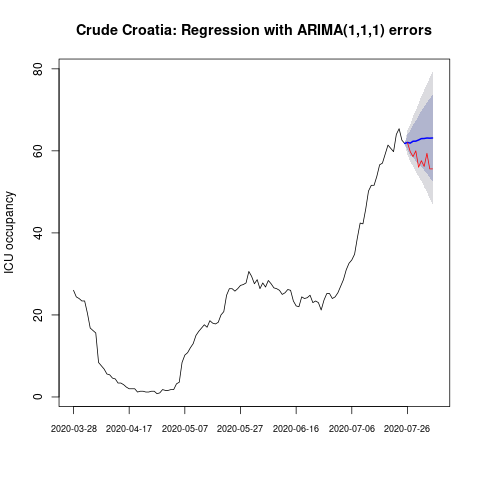 Crude Croatia: Regression with ARIMA(1,1,1) errors
80
60
40
20
0
ICU occupancy
2020-03-28 2020-04-17 2020-05-07 2020-05-27 2020-06-16 2020-07-06 2020-07-26